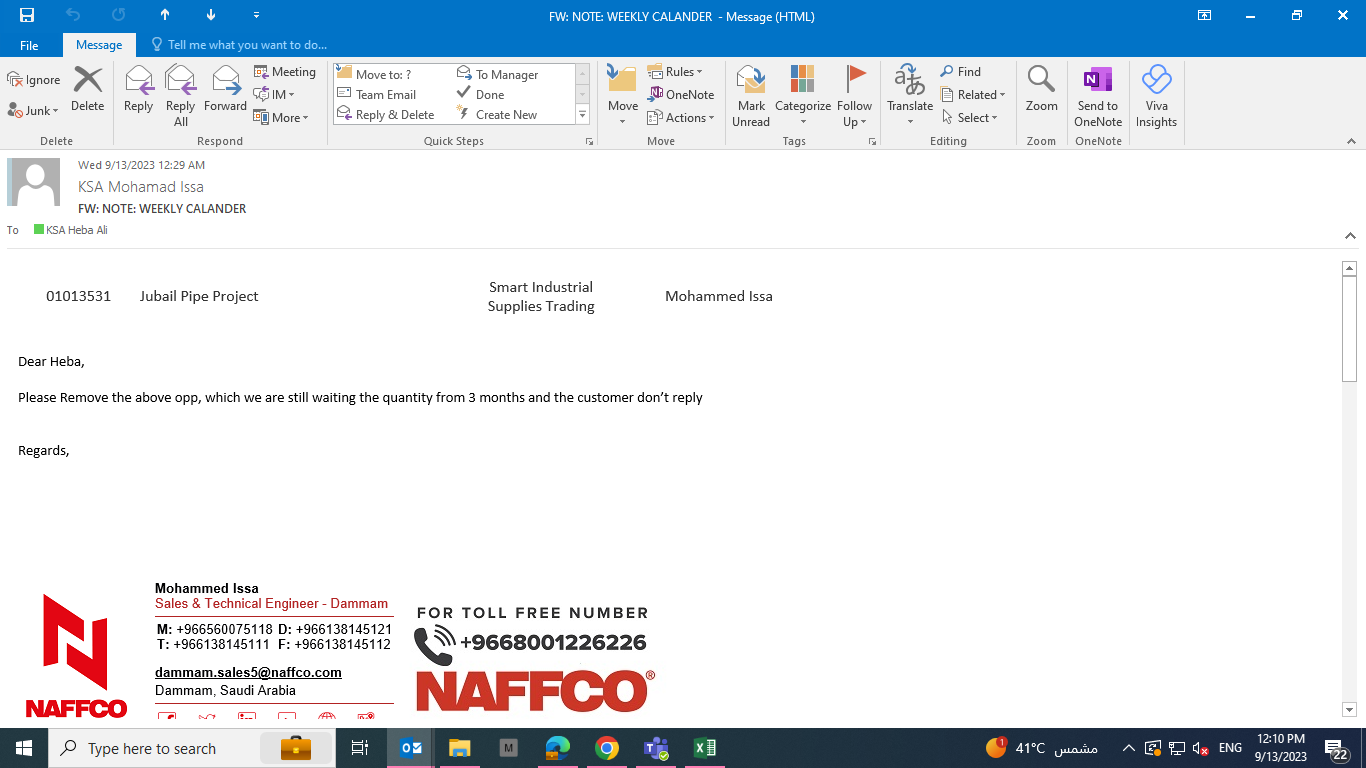 FW: NOTE: WEEKLY CALANDER - Message (HTML)
File
Message
Tell me what you want to do...
Ignore
Junk
Delete
Delete
Reply
Reply All
Forward
Meeting
IM
More
Respond
Move to: ?
Team Email
Reply & Delete
To Manager
Done
Create New
Quick Steps
Move
Rules
OneNote
Actions
Move
Mark Unread
Categorize
Follow Up
Tags
Translate
Find
Related
Select
Editing
Zoom
Zoom
Send to OneNote
OneNote
Viva Insights
Wed 9/13/2023 12:29 AM
KSA Mohamad Issa
FW: NOTE: WEEKLY CALANDER
To KSA Heba Ali
01013531 Jubail Pipe Project Smart Industrial Supplies Trading Mohammed Issa
Dear Heba,
Please Remove the above opp, which we are still waiting the quantity from 3 months and the customer don’t reply
Regards,
Mohammed Issa
Sales & Technical Engineer - Dammam
M: +966560075118 D: +966138145121
T: +966138145111 F: +966138145112
dammam.sales5@naffco.com
Dammam, Saudi Arabia
NAFFCO
FOR TOLL FREE NUMBER
+9668001226226
NAFFCO®
Type here to search
M
1
41°C مشمس
ENG
12:10 PM
9/13/2023
22